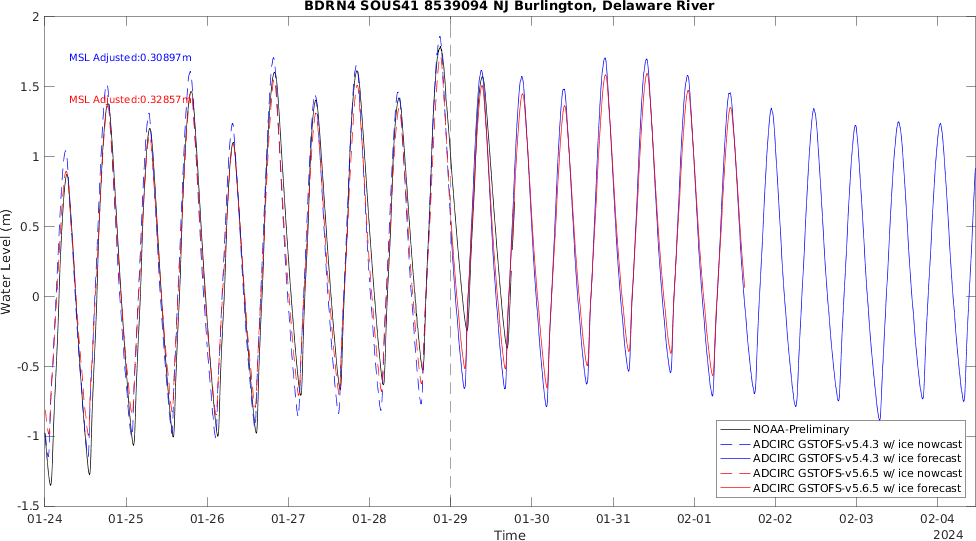 BDRN4 SOUS41 8539094 NJ Burlington, Delaware River
2
1.5
1
0.5
0
-0.5
-1
-1.5
Water Level (m)
MSL Adjusted:0.30897m
MSL Adjusted:0.32857m
NOAA-Preliminary
ADCIRC GSTOFS-v5.4.3 w/ ice nowcast
ADCIRC GSTOFS-v5.4.3 w/ ice forecast
ADCIRC GSTOFS-v5.6.5 w/ ice nowcast
ADCIRC GSTOFS-v5.6.5 w/ ice forecast
01-24 01-25 01-26 01-27 01-28 01-29 01-30 01-31 02-01 02-02 02-03 02-04
Time
2024